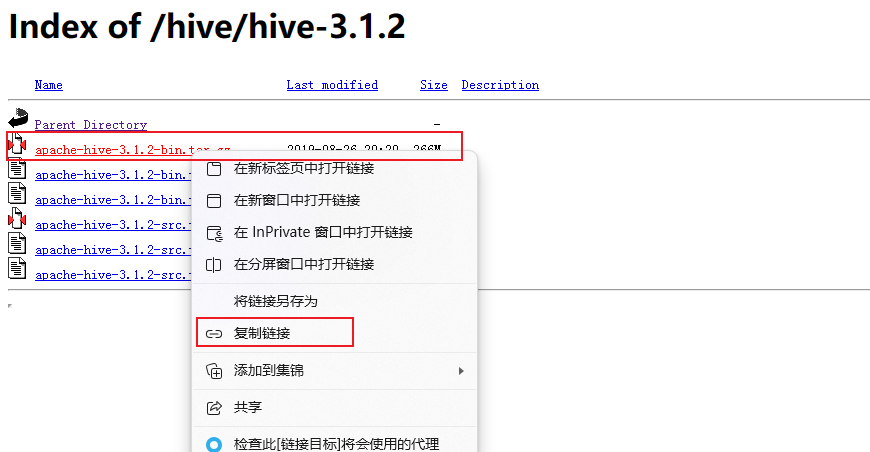 Index of /hive/hive-3.1.2
Name Last modified Size Description
Parent Directory -
apache-hive-3.1.2-bin.tar.gz 2019-08-26 20:20 266M
apache-hive-3.1.2-bin.
在新标签页中打开链接
apache-hive-3.1.2-bin.
在新窗口中打开链接
apache-hive-3.1.2-src.
在 InPrivate 窗口中打开链接
apache-hive-3.1.2-src.
在分屏窗口中打开链接
apache-hive-3.1.2-src.
将链接另存为
复制链接
添加到集锦
共享
检查此[链接目标]将会使用的代理